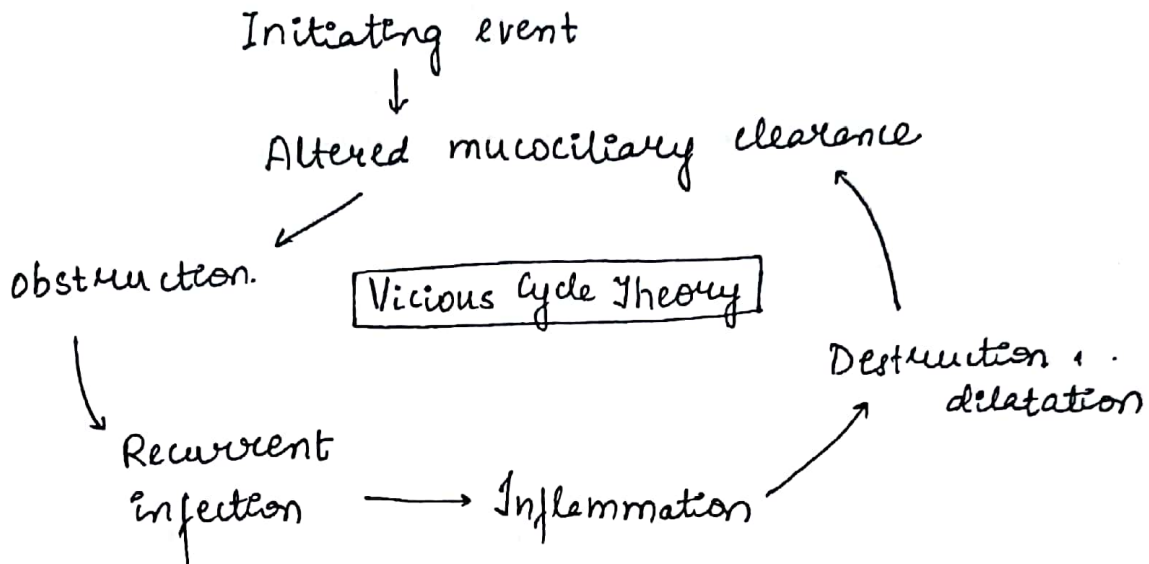 Initiating event
Altered mucociliary clearance
obstruction.
Vicious Cycle Theory
Destruction
dilatation
Recurrent
infection
Inflammation